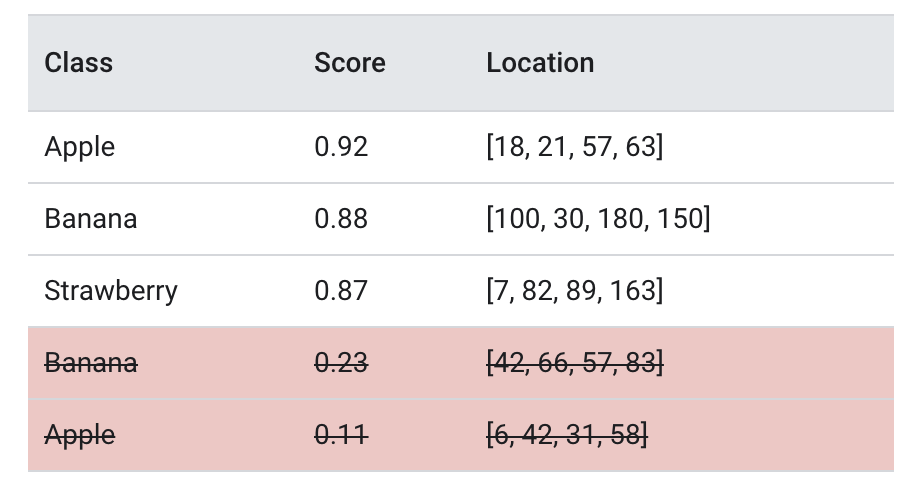 Class Score Location
Apple 0.92 [18, 21, 57, 63]
Banana 0.88 [100, 30, 180, 150]
Strawberry 0.87 [7, 82, 89, 163]
Banana 0.23 [42, 66, 57, 83]
Apple 0.11 [6, 42, 31, 58]